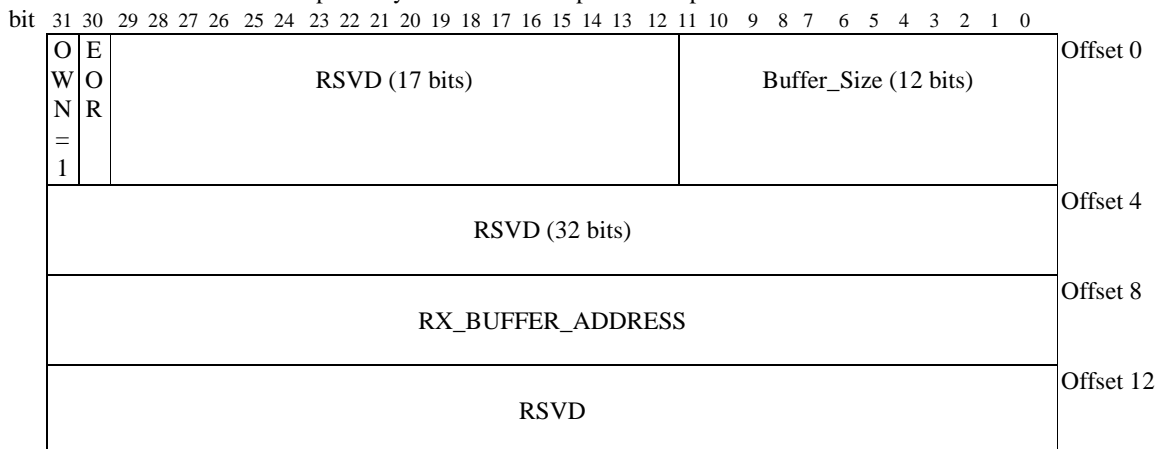 bit 31 30 29 28 27 26 25 24 23 22 21 20 19 18 17 16 15 14 13 12 11 10 9 8 7 6 5 4 3 2 1 0
O E Offset 0
W O RSVD (17 bits) Buffer_Size (12 bits)
N R
=
1
Offset 4
RSVD (32 bits)
Offset 8
RX_BUFFER_ADDRESS
Offset 12
RSVD